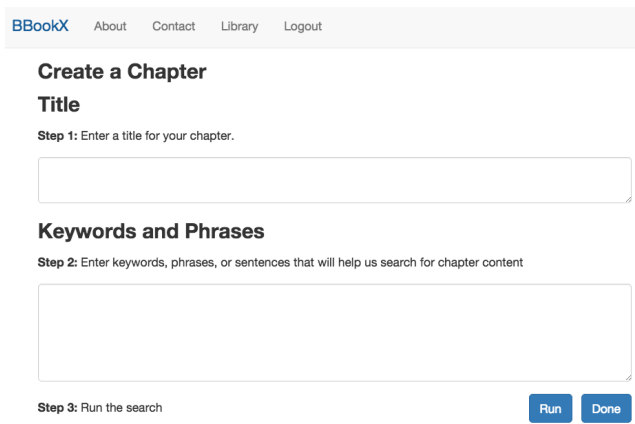 BBookX About Contact Library Logout
Create a Chapter
Title
Step 1: Enter a title for your chapter.
Keywords and Phrases
Step 2: Enter keywords, phrases, or sentences that will help us search for chapter content
Step 3: Run the search Run Done